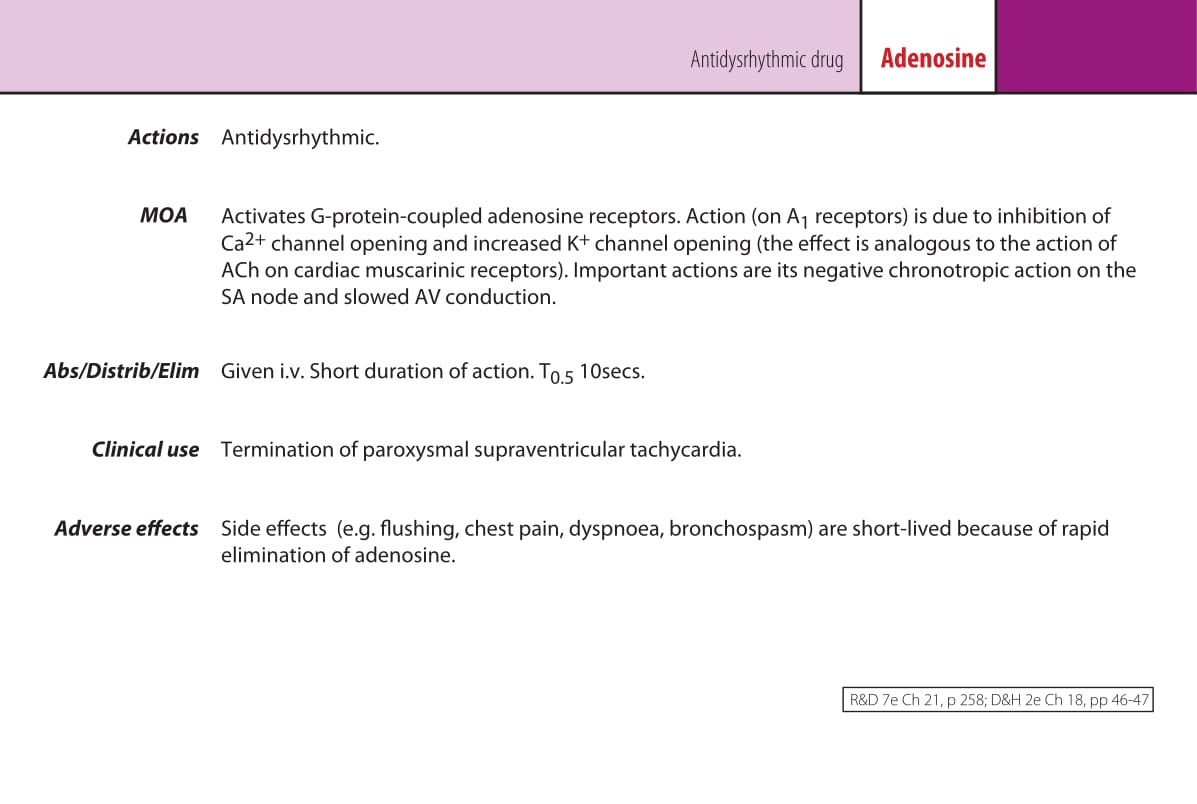 Antidysrhythmic drug Adenosine
Actions Antidysrhythmic.
MOA Activates G-protein-coupled adenosine receptors. Action (on A₁ receptors) is due to inhibition of
Ca²⁺ channel opening and increased K⁺ channel opening (the effect is analogous to the action of
ACh on cardiac muscarinic receptors). Important actions are its negative chronotropic action on the
SA node and slowed AV conduction.
Abs/Distrib/Elim Given i.v. Short duration of action. T₀.₅ 10secs.
Clinical use Termination of paroxysmal supraventricular tachycardia.
Adverse effects Side effects (e.g. flushing, chest pain, dyspnoea, bronchospasm) are short-lived because of rapid
elimination of adenosine.
R&D 7e Ch 21, p 258; D&H 2e Ch 18, pp 46-47